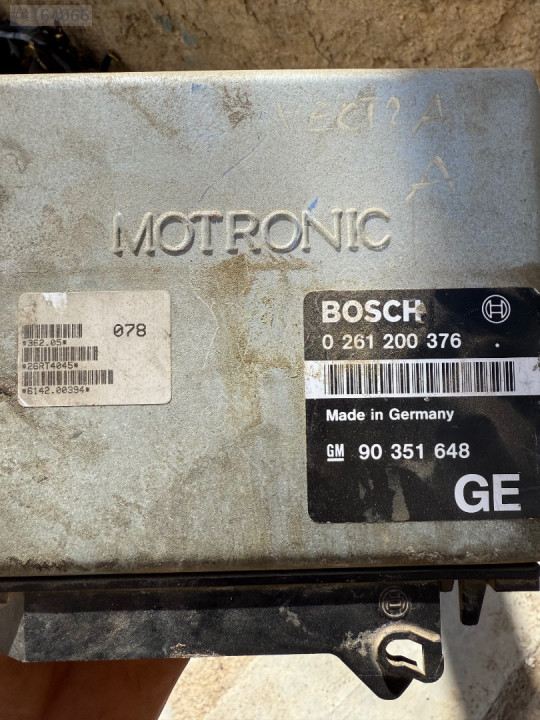 VECTRA A
A
MOTRONIC
078
*362.05*
*26RT4045*
*6142.00394*
BOSCH
0 261 200 376
Made in Germany
GM 90 351 648
GE